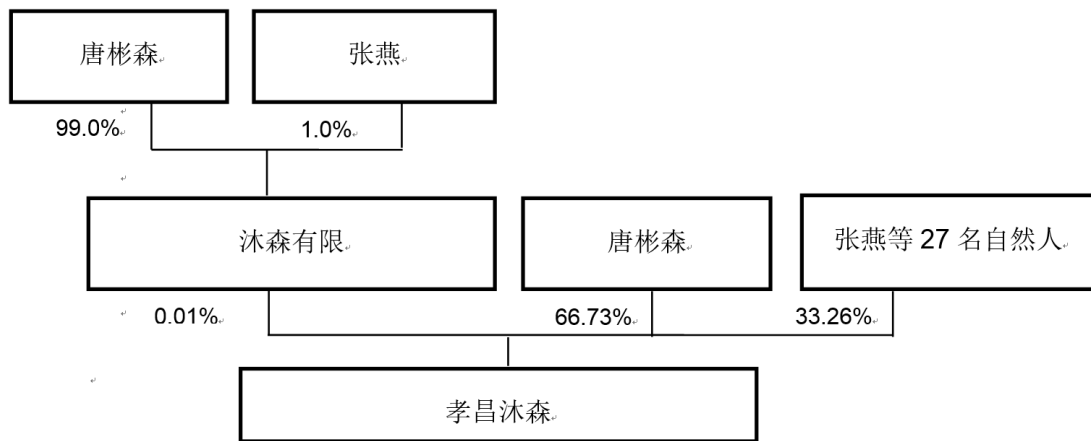 唐彬森
张燕
99.0%
1.0%
沐森有限
唐彬森
张燕等 27 名自然人
0.01%
66.73%
33.26%
孝昌沐森